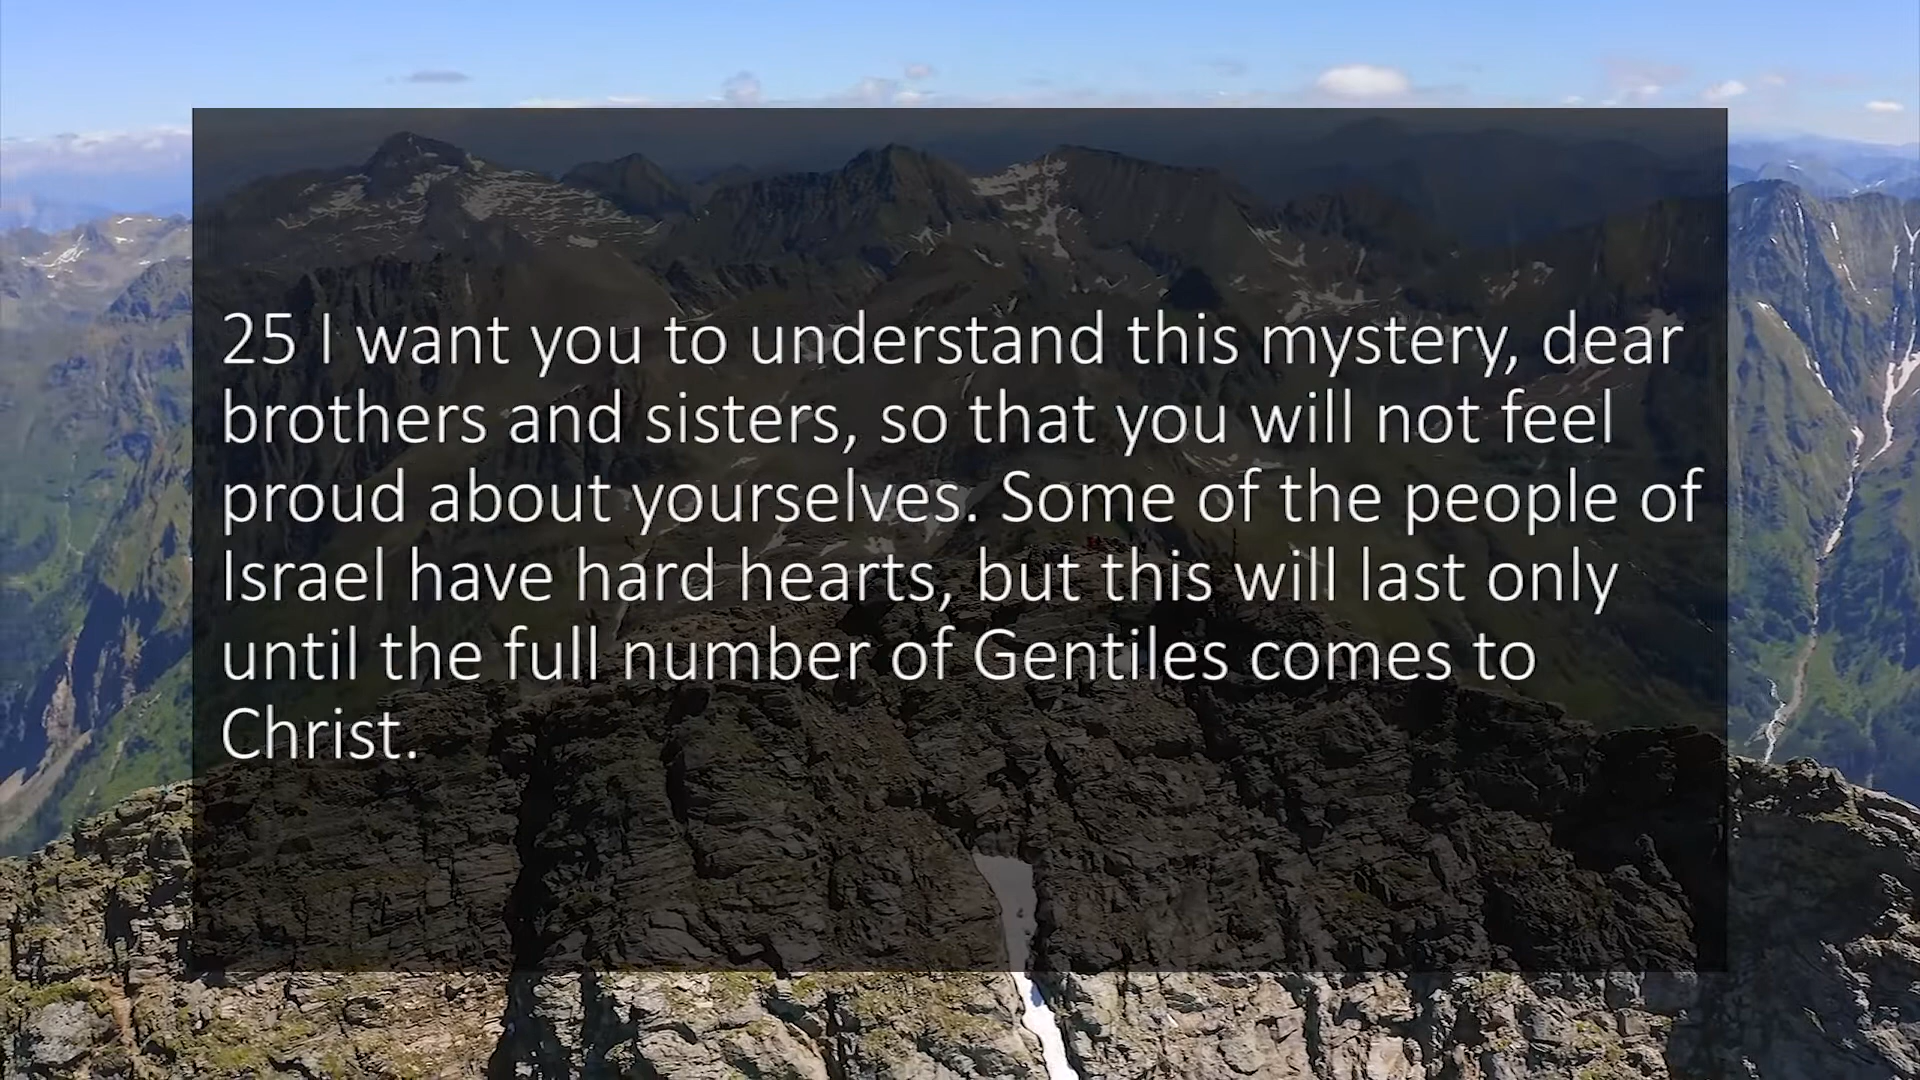 25 I want you to understand this mystery, dear
brothers and sisters, so that you will not feel
proud about yourselves. Some of the people of
Israel have hard hearts, but this will last only
until the full number of Gentiles comes to
Christ.